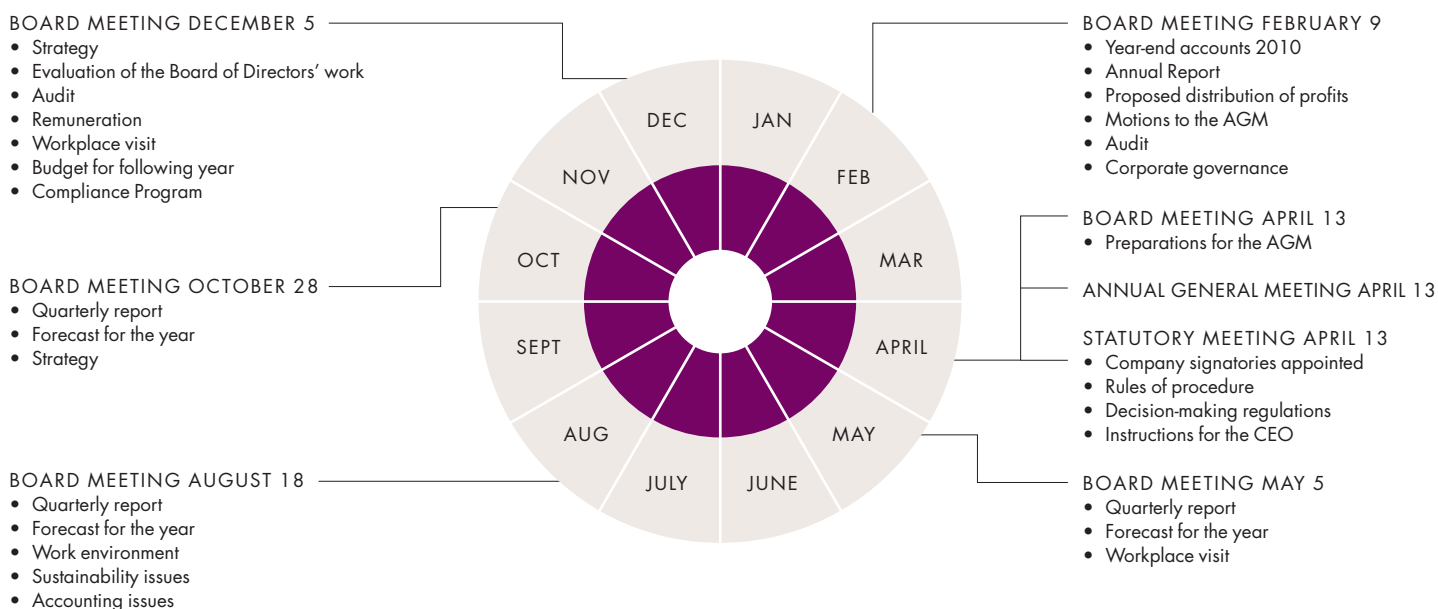 BOARD MEETING DECEMBER 5
• Strategy
• Evaluation of the Board of Directors’ work
• Audit
• Remuneration
• Workplace visit
• Budget for following year
• Compliance Program
BOARD MEETING OCTOBER 28
• Quarterly report
• Forecast for the year
• Strategy
BOARD MEETING AUGUST 18
• Quarterly report
• Forecast for the year
• Work environment
• Sustainability issues
• Accounting issues
JAN
FEB
MAR
APRIL
MAY
JUNE
JULY
AUG
SEPT
OCT
NOV
DEC
BOARD MEETING FEBRUARY 9
• Year-end accounts 2010
• Annual Report
• Proposed distribution of profits
• Motions to the AGM
• Audit
• Corporate governance
BOARD MEETING APRIL 13
• Preparations for the AGM
ANNUAL GENERAL MEETING APRIL 13
STATUTORY MEETING APRIL 13
• Company signatories appointed
• Rules of procedure
• Decision-making regulations
• Instructions for the CEO
BOARD MEETING MAY 5
• Quarterly report
• Forecast for the year
• Workplace visit